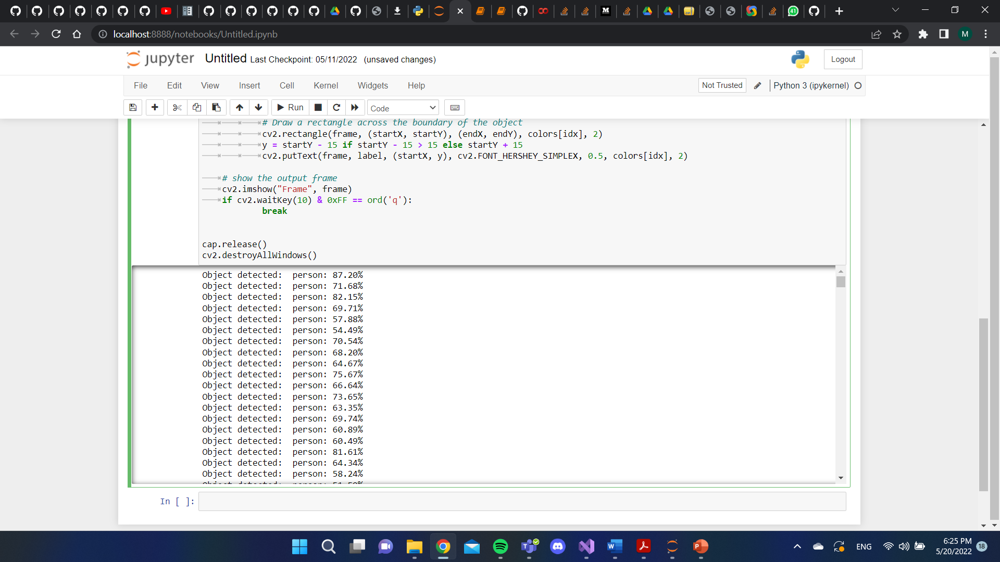 localhost:8888/notebooks/Untitled.ipynb
M
41
jupyter Untitled Last Checkpoint: 05/11/2022 (unsaved changes)
Logout
File Edit View Insert Cell Kernel Widgets Help
Not Trusted Python 3 (ipykernel)
Run Code
# Draw a rectangle across the boundary of the object
cv2.rectangle(frame, (startX, startY), (endX, endY), colors[idx], 2)
y = startY - 15 if startY - 15 > 15 else startY + 15
cv2.putText(frame, label, (startX, y), cv2.FONT_HERSHEY_SIMPLEX, 0.5, colors[idx], 2)
# show the output frame
cv2.imshow("Frame", frame)
if cv2.waitKey(10) & 0xFF == ord('q'):
break
cap.release()
cv2.destroyAllWindows()
Object detected:  person: 87.20%
Object detected:  person: 71.68%
Object detected:  person: 82.15%
Object detected:  person: 69.71%
Object detected:  person: 57.88%
Object detected:  person: 54.49%
Object detected:  person: 70.54%
Object detected:  person: 68.20%
Object detected:  person: 64.67%
Object detected:  person: 75.67%
Object detected:  person: 66.64%
Object detected:  person: 73.65%
Object detected:  person: 63.35%
Object detected:  person: 69.74%
Object detected:  person: 60.89%
Object detected:  person: 60.49%
Object detected:  person: 81.61%
Object detected:  person: 64.34%
Object detected:  person: 58.24%
In [ ]:
ENG
6:25 PM
5/20/2022
18